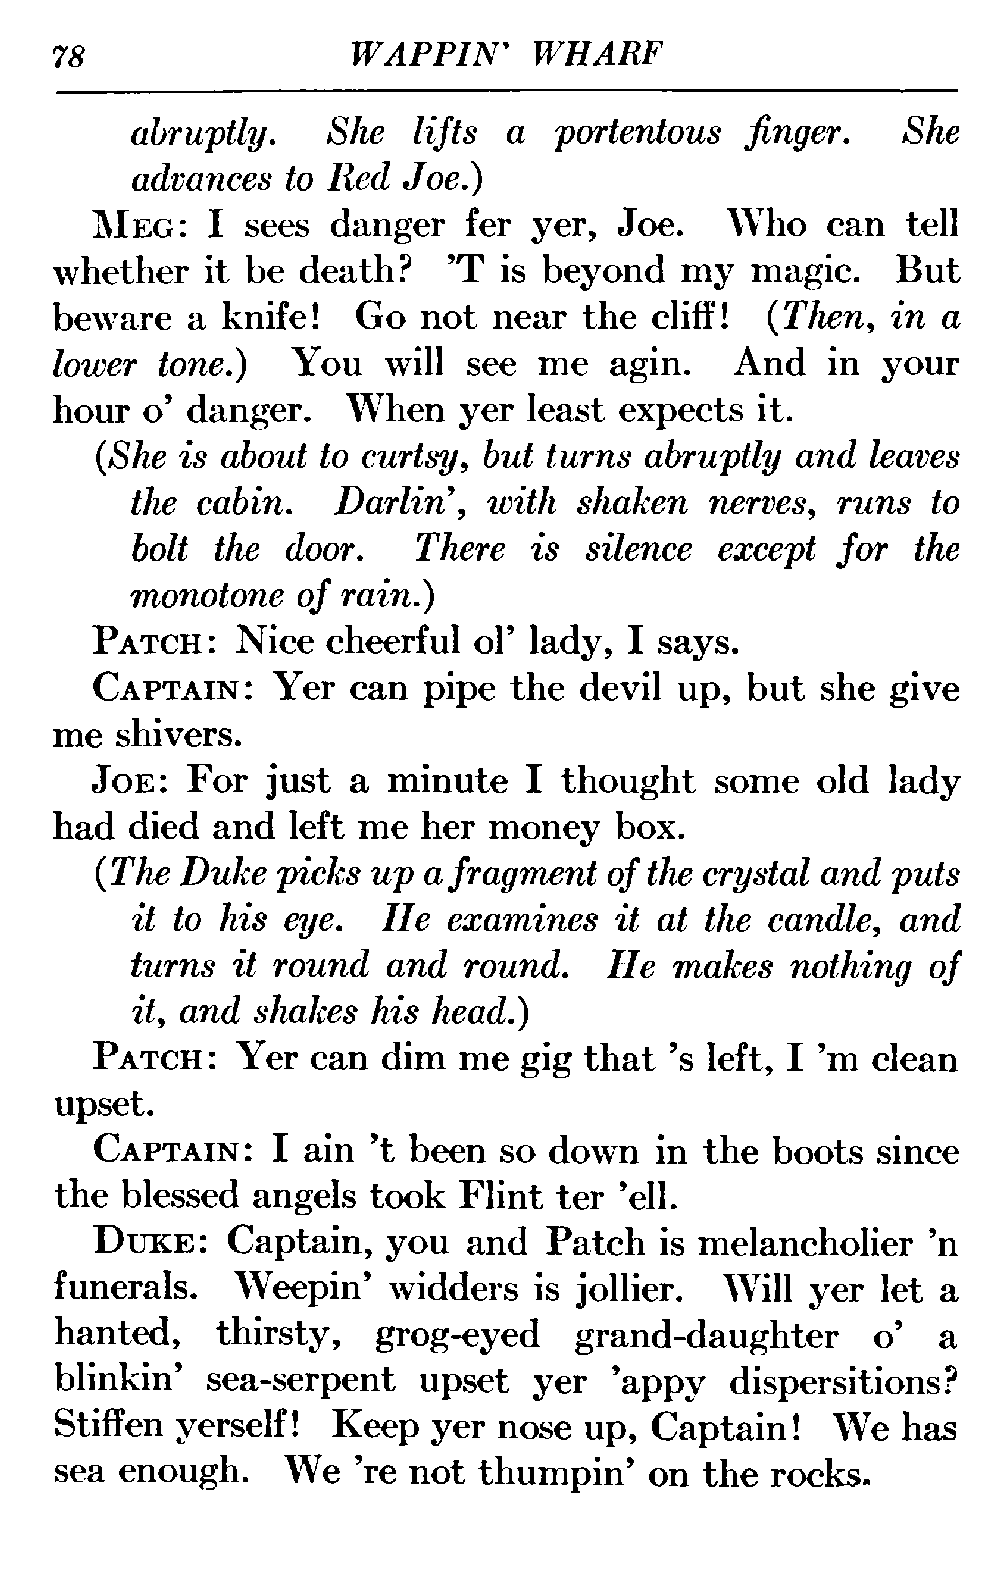 78 WAPPIN' WHARF
abruptly. She lifts a portentous finger. She
advances to Red Joe.)
MEG: I sees danger fer yer, Joe. Who can tell
whether it be death? 'T is beyond my magic. But
beware a knife! Go not near the cliff! (Then, in a
lower tone.) You will see me agin. And in your
hour o' danger. When yer least expects it.
(She is about to curtsy, but turns abruptly and leaves
the cabin. Darlin', with shaken nerves, runs to
bolt the door. There is silence except for the
monotone of rain.)
PATCH: Nice cheerful ol' lady, I says.
CAPTAIN: Yer can pipe the devil up, but she give
me shivers.
JOE: For just a minute I thought some old lady
had died and left me her money box.
(The Duke picks up a fragment of the crystal and puts
it to his eye. He examines it at the candle, and
turns it round and round. He makes nothing of
it, and shakes his head.)
PATCH: Yer can dim me gig that 's left, I 'm clean
upset.
CAPTAIN: I ain 't been so down in the boots since
the blessed angels took Flint ter 'ell.
DUKE: Captain, you and Patch is melancholier 'n
funerals. Weepin' widders is jollier. Will yer let a
hanted, thirsty, grog-eyed grand-daughter o' a
blinkin' sea-serpent upset yer 'appy dispersitions?
Stiffen yerself! Keep yer nose up, Captain! We has
sea enough. We 're not thumpin' on the rocks.